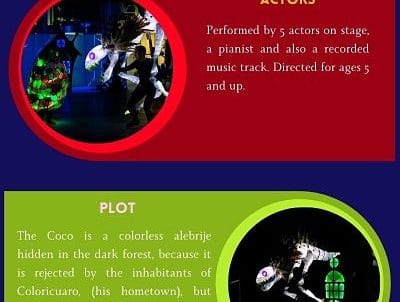 ACTORS
Performed by 5 actors on stage,
a pianist and also a recorded
music track. Directed for ages 5
and up.
PLOT
The Coco is a colorless alebrije
hidden in the dark forest, because it
is rejected by the inhabitants of
Coloricuaro, (his hometown), but